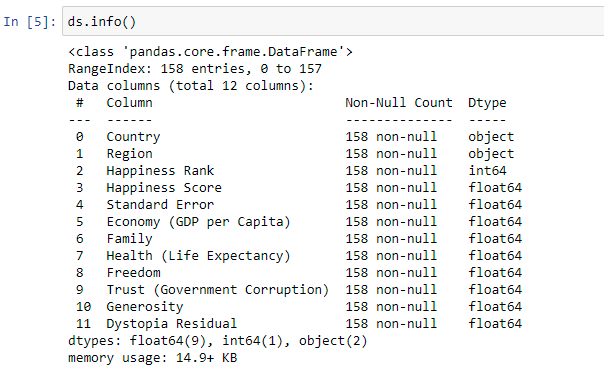 In [5]: ds.info()
<class 'pandas.core.frame.DataFrame'>
RangeIndex: 158 entries, 0 to 157
Data columns (total 12 columns):
 #   Column                         Non-Null Count  Dtype
---  ------                         --------------  -----
 0   Country                        158 non-null    object
 1   Region                         158 non-null    object
 2   Happiness Rank                 158 non-null    int64
 3   Happiness Score                158 non-null    float64
 4   Standard Error                 158 non-null    float64
 5   Economy (GDP per Capita)       158 non-null    float64
 6   Family                         158 non-null    float64
 7   Health (Life Expectancy)       158 non-null    float64
 8   Freedom                        158 non-null    float64
 9   Trust (Government Corruption)  158 non-null    float64
 10  Generosity                     158 non-null    float64
 11  Dystopia Residual              158 non-null    float64
dtypes: float64(9), int64(1), object(2)
memory usage: 14.9+ KB